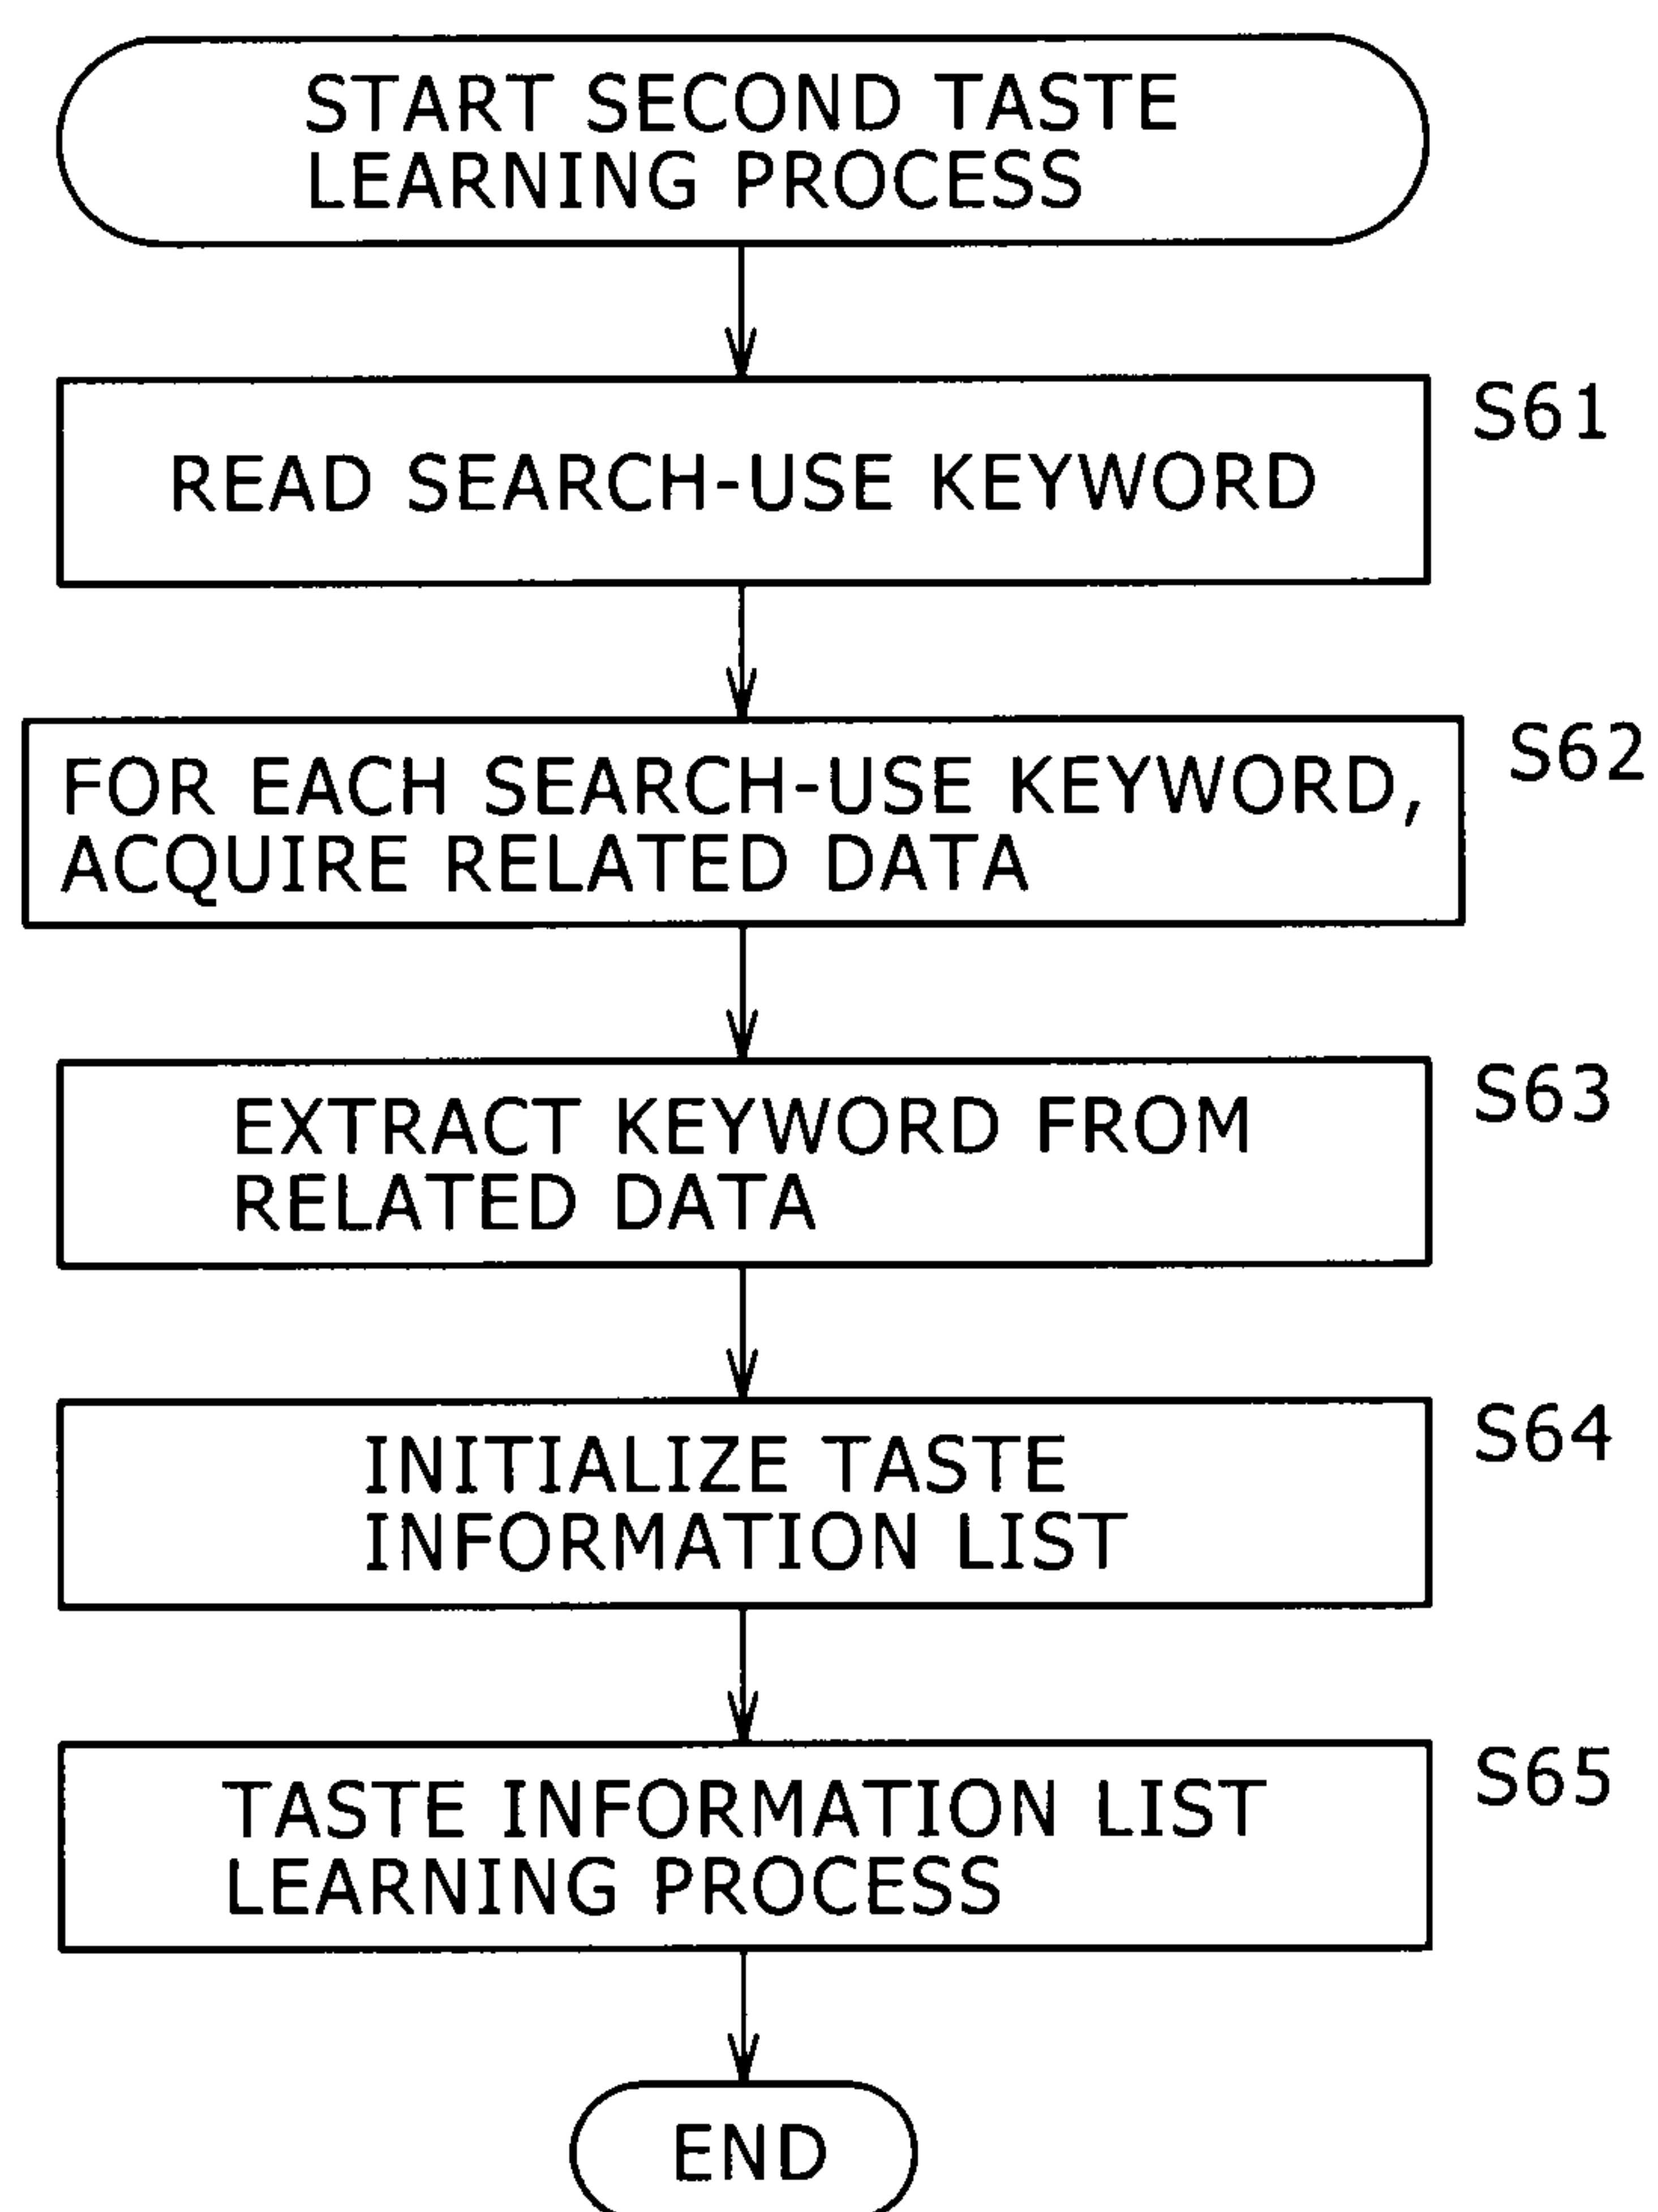 START SECOND TASTE
LEARNING PROCESS
S61
READ SEARCH-USE KEYWORD
S62
FOR EACH SEARCH-USE KEYWORD,
ACQUIRE RELATED DATA
S63
EXTRACT KEYWORD FROM
RELATED DATA
S64
INITIALIZE TASTE
INFORMATION LIST
S65
TASTE INFORMATION LIST
LEARNING PROCESS
END